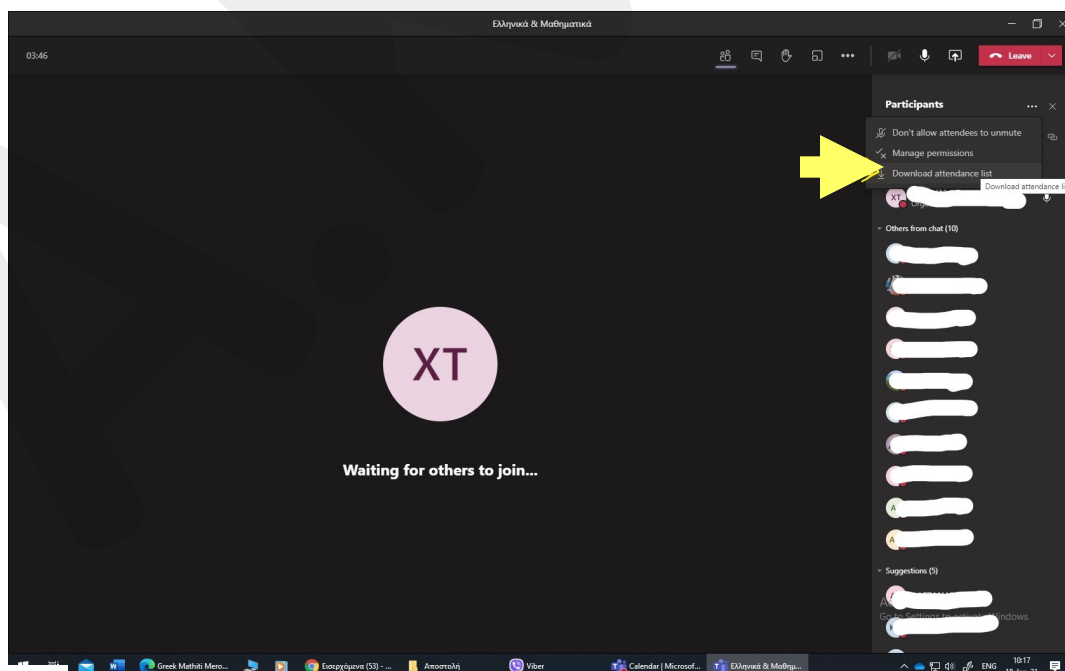 Ελληνικά & Μαθηματικά
03:46
Leave
Participants
Don't allow attendees to unmute
Manage permissions
Download attendance list
Download attendance li
XT
Others from chat (10)
XT
Waiting for others to join...
A
A
Suggestions (5)
Go to Settings to activate Windows.
Greek Mathiti Mero...
Εισερχόμενα (53) - ...
Αποστολή
Viber
Calendar | Microsof...
Ελληνικά & Μαθημ...
ENG
10:17